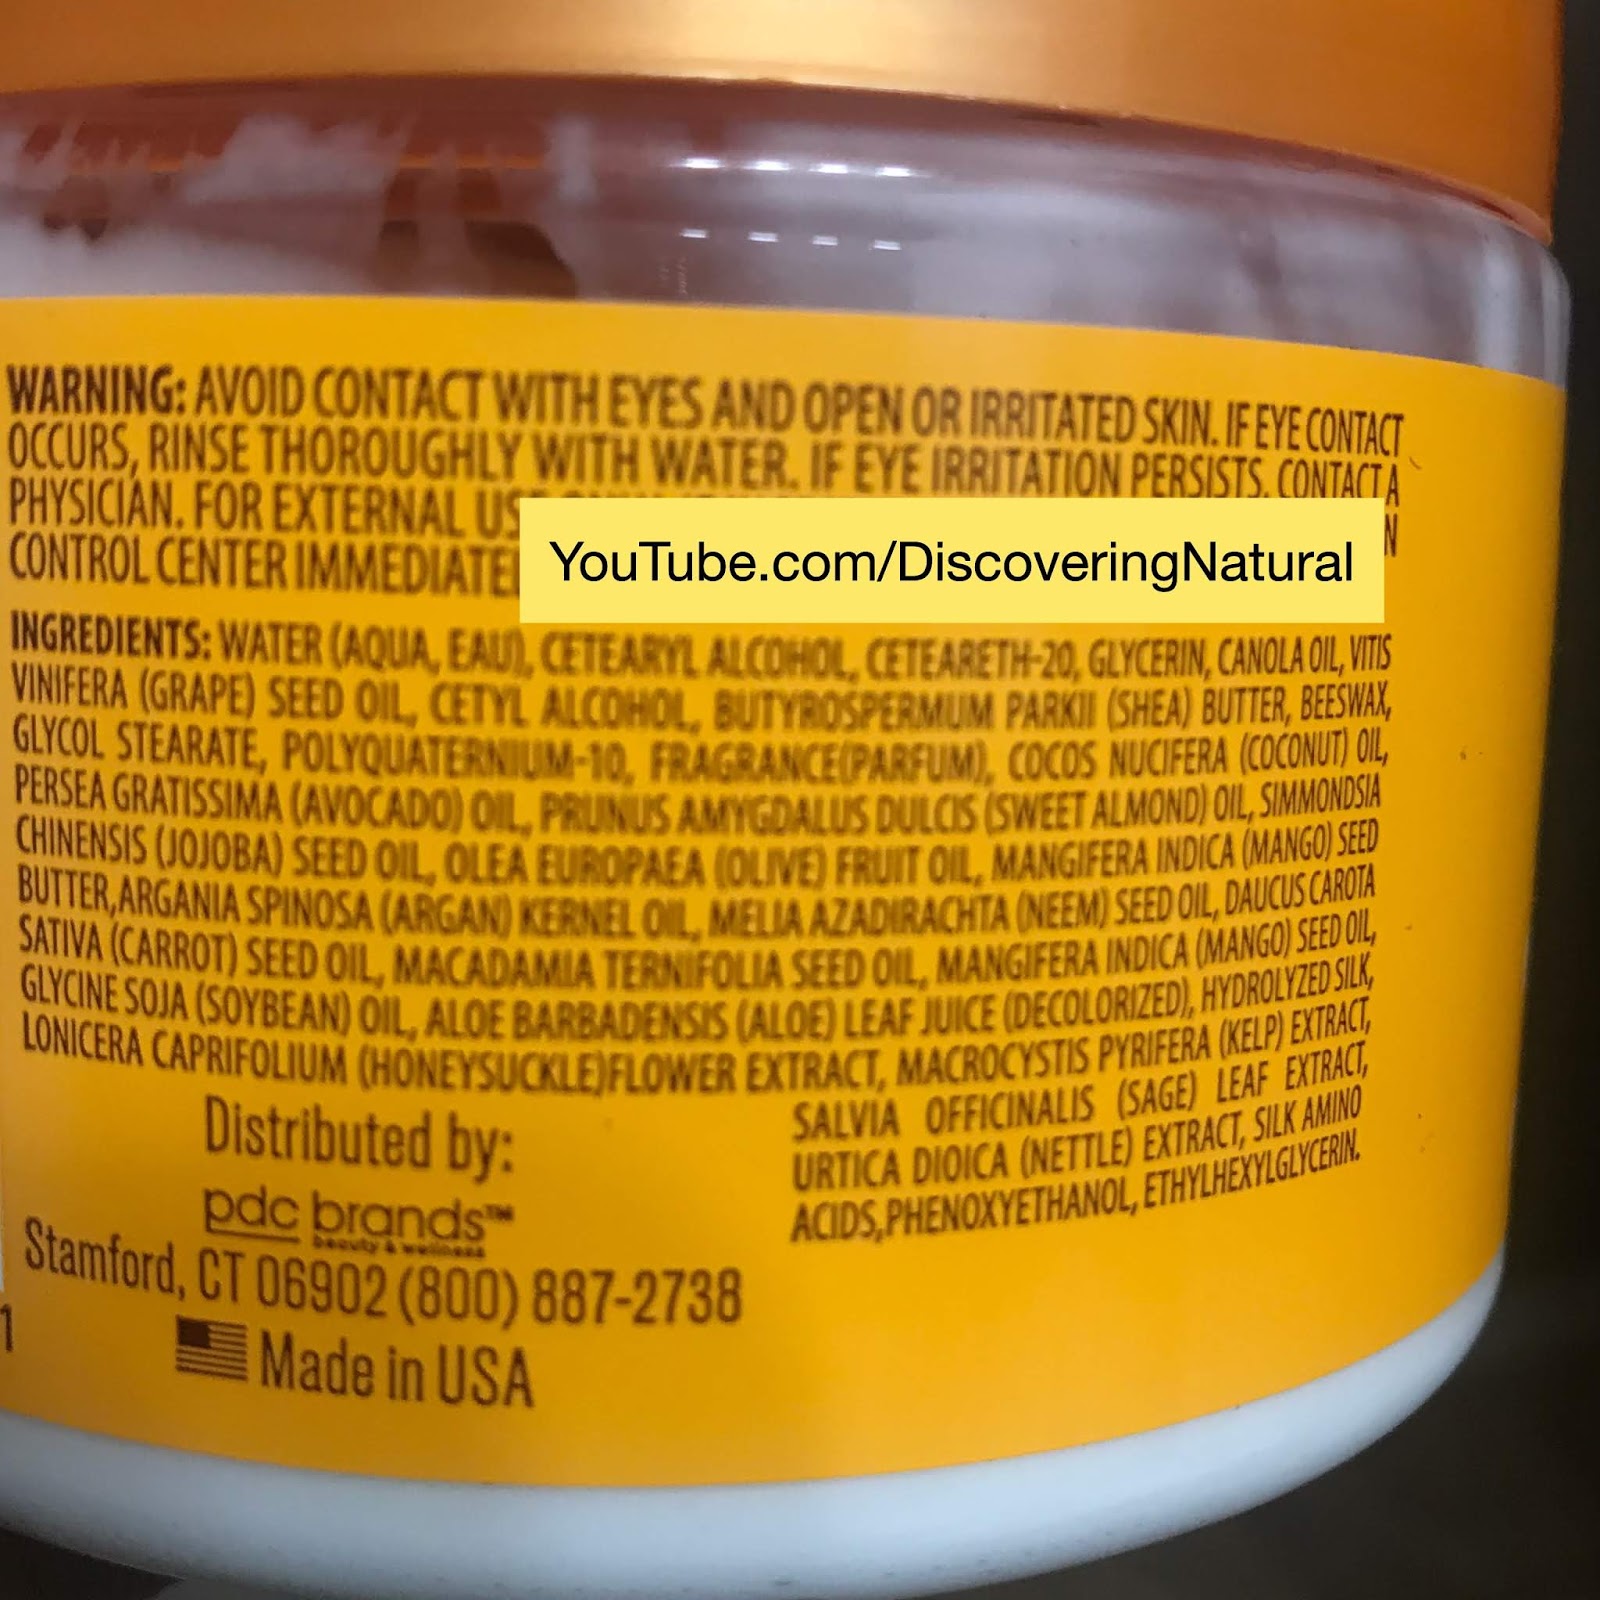 WARNING: AVOID CONTACT WITH EYES AND OPEN OR IRRITATED SKIN. IF EYE CONTACT
OCCURS, RINSE THOROUGHLY WITH WATER. IF EYE IRRITATION PERSISTS, CONTACT A
PHYSICIAN. FOR EXTERNAL
CONTROL CENTER
YouTube.com/DiscoveringNatural
INGREDIENTS: WATER (AQUA, EAU), CETEARYL ALCOHOL, CETEARETH-20, GLYCERIN, CANOLA OIL, VITIS
VINIFERA (GRAPE) SEED OIL, CETYL ALCOHOL, BUTYROSPERMUM PARKII (SHEA) BUTTER, BEESWAX,
GLYCOL STEARATE, POLYQUATERNIUM-10, FRAGRANCE(PARFUM), COCOS NUCIFERA (COCONUT) OIL,
PERSEA GRATISSIMA (AVOCADO) OIL, PRUNUS AMYGDALUS DULCIS (SWEET ALMOND) OIL, SIMMONDSIA
CHINENSIS (JOJOBA) SEED OIL, OLEA EUROPAEA (OLIVE) FRUIT OIL, MANGIFERA INDICA (MANGO) SEED
BUTTER,ARGANIA SPINOSA (ARGAN) KERNEL OIL, MELIA AZADIRACHTA (NEEM) SEED OIL, DAUCUS CAROTA
SATIVA (CARROT) SEED OIL, MACADAMIA TERNIFOLIA SEED OIL, MANGIFERA INDICA (MANGO) SEED OIL,
GLYCINE SOJA (SOYBEAN) OIL, ALOE BARBADENSIS (ALOE) LEAF JUICE (DECOLORIZED), HYDROLYZED SILK,
LONICERA CAPRIFOLIUM (HONEYSUCKLE)FLOWER EXTRACT, MACROCYSTIS PYRIFERA (KELP) EXTRACT,
SALVIA OFFICINALIS (SAGE) LEAF EXTRACT,
URTICA DIOICA (NETTLE) EXTRACT, SILK AMINO
ACIDS,PHENOXYETHANOL, ETHYLHEXYLGLYCERIN.
Distributed by:
pdc brands™
beauty & wellness
Stamford, CT 06902 (800) 887-2738
Made in USA
1